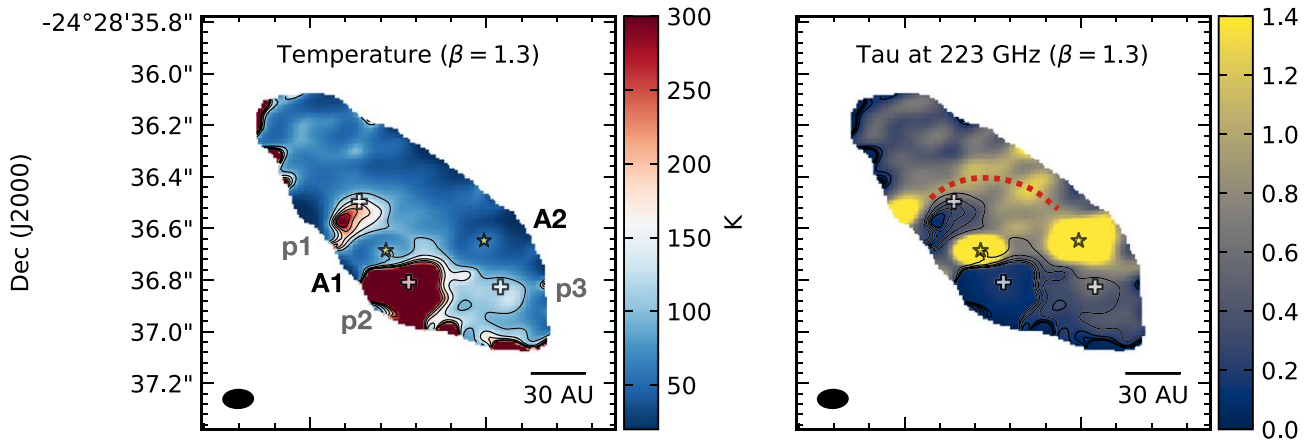 Dec (J2000)
-24°28'35.8"
36.0"
36.2"
36.4"
36.6"
36.8"
37.0"
37.2"
Temperature (β = 1.3)
A2
p1
A1
p3
p2
30 AU
300
250
200
150
100
50
K
Tau at 223 GHz (β = 1.3)
30 AU
1.4
1.2
1.0
0.8
0.6
0.4
0.2
0.0